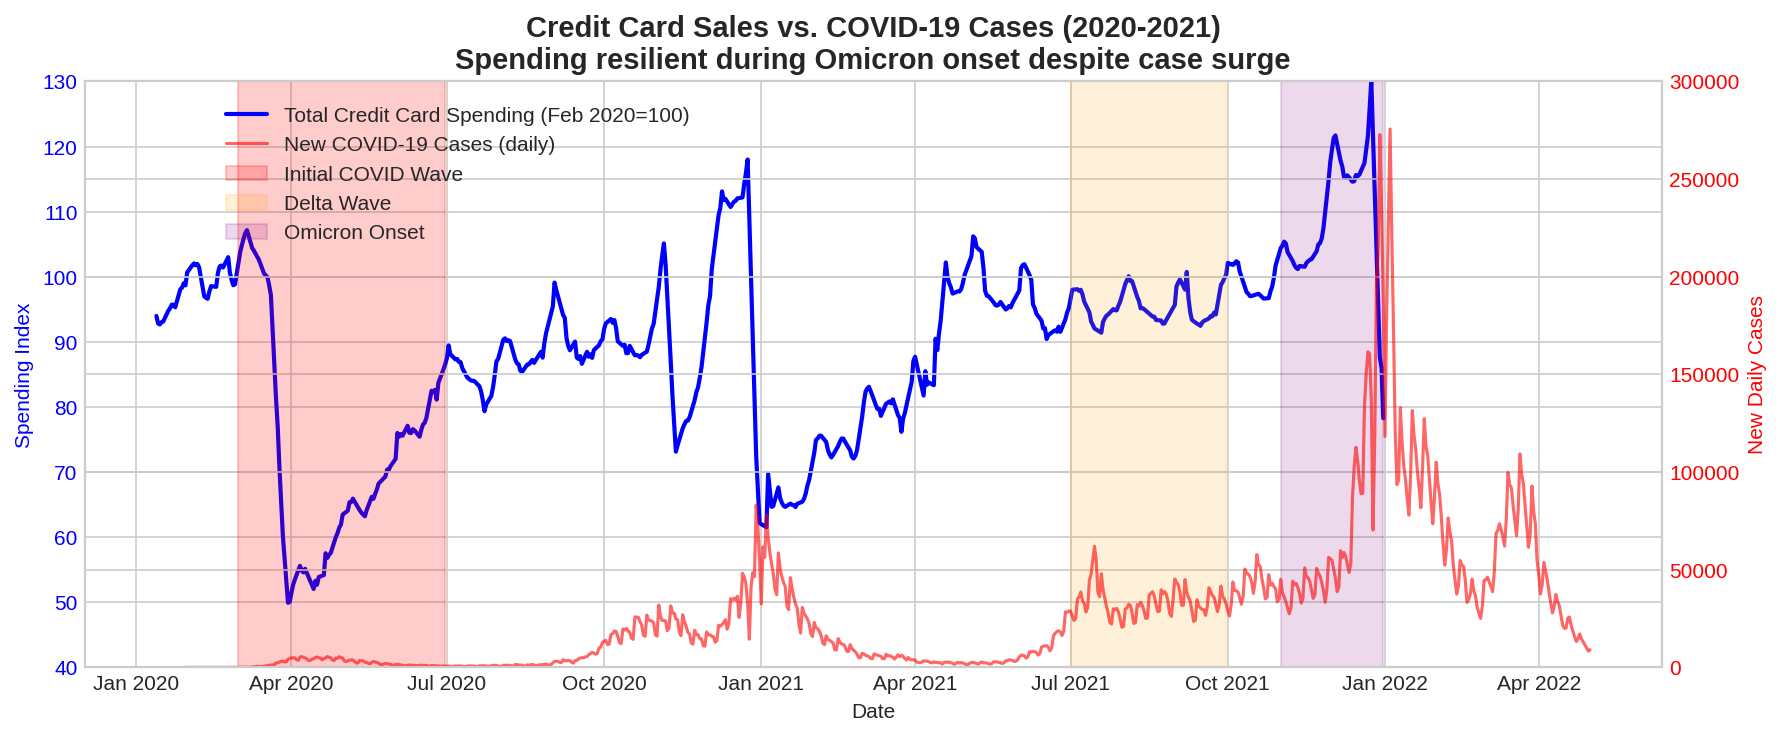 Credit Card Sales vs. COVID-19 Cases (2020-2021)
Spending resilient during Omicron onset despite case surge
Total Credit Card Spending (Feb 2020=100)
New COVID-19 Cases (daily)
Initial COVID Wave
Delta Wave
Omicron Onset
Spending Index
130
120
110
100
90
80
70
60
50
40
300000
250000
200000
150000
100000
50000
0
New Daily Cases
Jan 2020
Apr 2020
Jul 2020
Oct 2020
Jan 2021
Apr 2021
Jul 2021
Oct 2021
Jan 2022
Apr 2022
Date